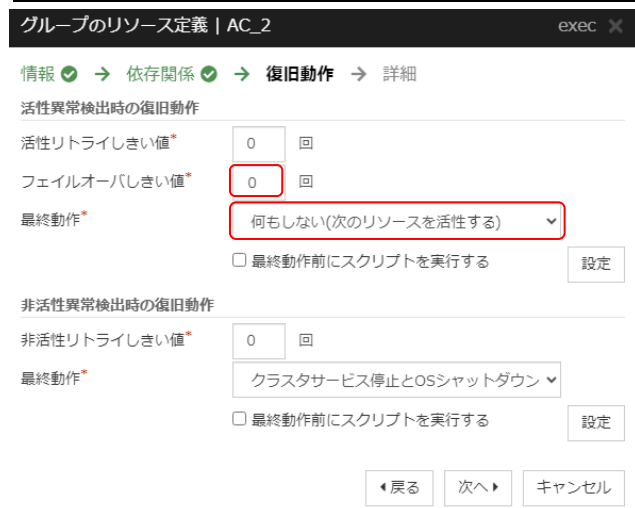 グループのリソース定義 | AC_2 exec ×
情報 → 依存関係 → 復旧動作 → 詳細
活性異常検出時の復旧動作
活性リトライしきい値* 0 回
フェイルオーバしきい値* 0 回
最終動作* 何もしない(次のリソースを活性する)
最終動作前にスクリプトを実行する 設定
非活性異常検出時の復旧動作
非活性リトライしきい値* 0 回
最終動作* クラスタサービス停止とOSシャットダウン
最終動作前にスクリプトを実行する 設定
戻る 次へ キャンセル